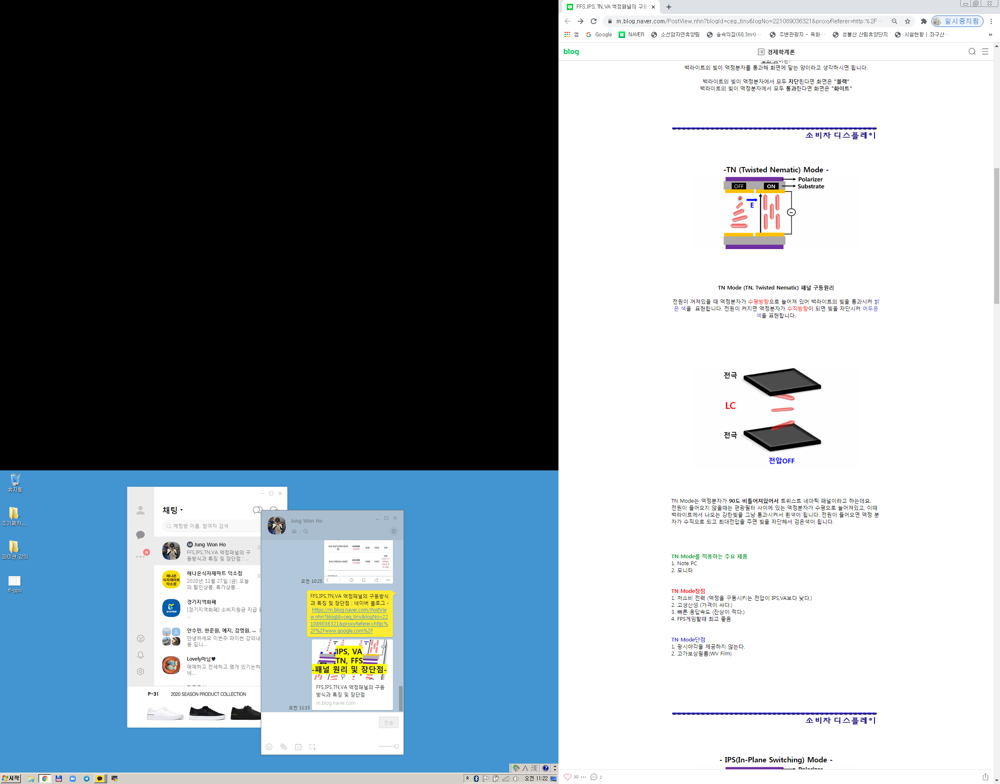 휴지통
조기폐차_...
파이썬 강의
tf-gpu
채팅
채팅방 이름, 참여자 검색
N
나 Jung Won Ho
FFS,IPS,TN,VA 액정패널의 구
동방식과 특징 및 장단점 : ...
해나온
식자재마트
덕소점
해나온식자재마트 덕소점
2020년 11월 27일 (금) 오늘
의 할인상품, 특가상품...
경기지역화폐
[경기지역화폐] 소비지원금 지급
...
안수민, 한준원, 예지, 감명원, ...
안녕하세요 이번주 파이썬 강의내
용 입니...
Lovely마님♥
매매하고 전세하고 몇개 있기는하
네....
P-31 2020 SEASON PRODUCT COLLECTION
Jung Won Ho
오전 10:25
FFS,IPS,TN,VA 액정패널의 구동방식
과 특징 및 장단점 : 네이버 블로그 -
https://m.blog.naver.com/PostVie
w.nhn?blogId=ceg_tiny&logNo=22
1089036321&proxyReferer=http:%
2F%2Fwww.google.com%2F
IPS, VA
TN, FFS
-패널 원리 및 장단점-
FFS,IPS,TN,VA 액정패널의 구동
방식과 특징 및 장단점
m.blog.naver.com
오전 11:15
전송
A 漢
시작
오전 11:22
FFS,IPS,TN,VA 액정패널의 구동
m.blog.naver.com/PostView.nhn?blogId=ceg_tiny&logNo=221089036321&proxyReferer=http:%2F...
일시중지됨
앱 Google NAVER 소선암자연휴양림 숲속의집(60.3m²)... 주변관광지 - 옥화... 성불산 산림휴양단지 시설현황 | 좌구산...
blog
경제학계론
백라이트의 빛이 액정분자를 통과해 화면에 닿는 양이라고 생각하시면 됩니다.
백라이트의 빛이 액정분자에서 모두 차단된다면 화면은 "블랙"
백라이트의 빛이 액정분자에서 모두 통과한다면 화면은 "화이트"
소비자 디스플레이
-TN (Twisted Nematic) Mode -
Polarizer
OFF ON Substrate
E
~
TN Mode (TN, Twisted Nematic) 패널 구동원리
전원이 꺼져있을 때 액정분자가 수평방향으로 늘어져 있어 백라이트의 빛을 통과시켜 밝
은 색을 표현합니다. 전원이 켜지면 액정분자가 수직방향이 되면 빛을 차단시켜 어두운
색을 표현합니다.
전극
LC
전극
전압OFF
TN Mode는 액정분자가 90도 비틀어져있어서 트위스트 네마틱 패널이라고 하는데요.
전원이 들어오지 않을때는 편광필터 사이에 있는 액정분자가 수평으로 늘어져있고, 이때
백라이트에서 나오는 강한빛을 그냥 통과시켜서 흰색이 됩니다. 전원이 들어오면 액정 분
자가 수직으로 되고 최대전압을 주면 빛을 차단해서 검은색이 됩니다.
TN Mode를 적용하는 주요 제품
1. Note PC
2. 모니터
TN Mode장점
1. 저소비 전력 (액정을 구동시키는 전압이 IPS,VA보다 낮다.)
2. 고생산성 (가격이 싸다.)
3. 빠른 응답속도 (잔상이 적다.)
4. FPS게임할때 최고 좋음
TN Mode단점
1. 광시야각을 제공하지 않는다.
2. 고가보상필름(WV Film)
소비자 디스플레이
- IPS(In-Plane Switching) Mode -
Polarizer
30
2